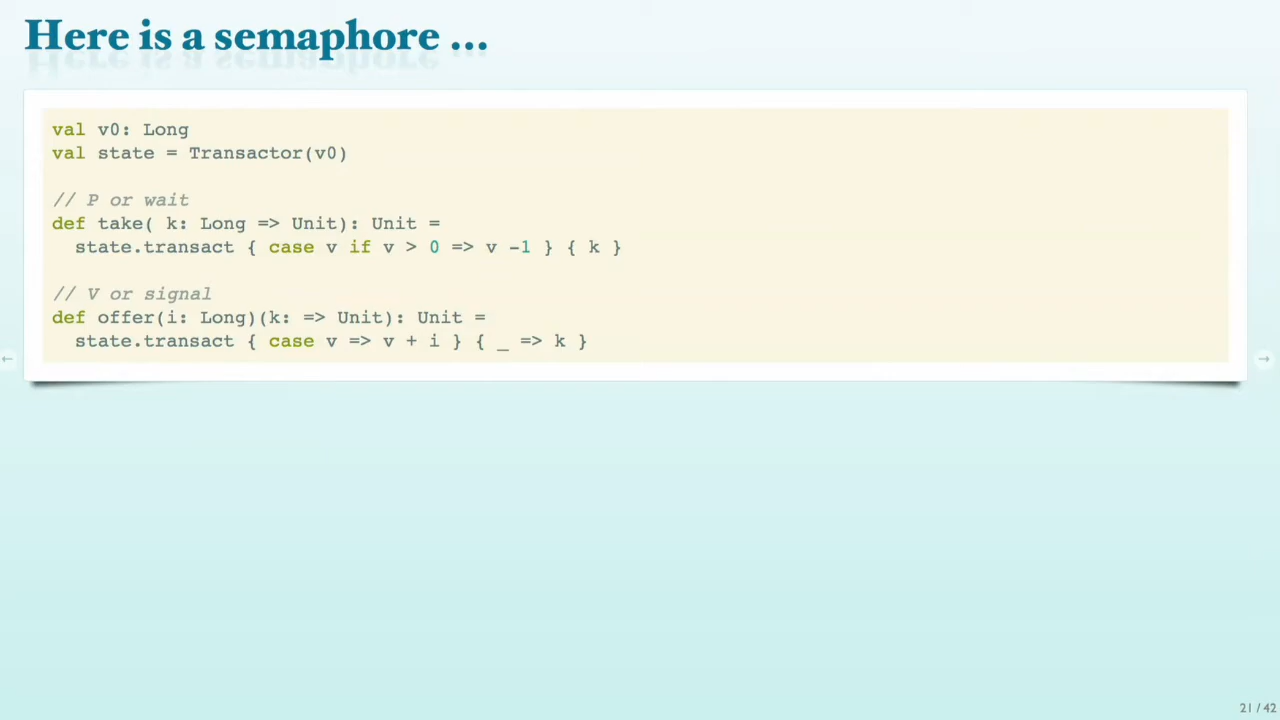 Here is a semaphore ...
val v0: Long
val state = Transactor(v0)
// P or wait
def take( k: Long => Unit): Unit =
state.transact { case v if v > 0 => v -1 } { k }
// V or signal
def offer(i: Long)(k: => Unit): Unit =
state.transact { case v => v + i } { _ => k }
←
→
21 / 42